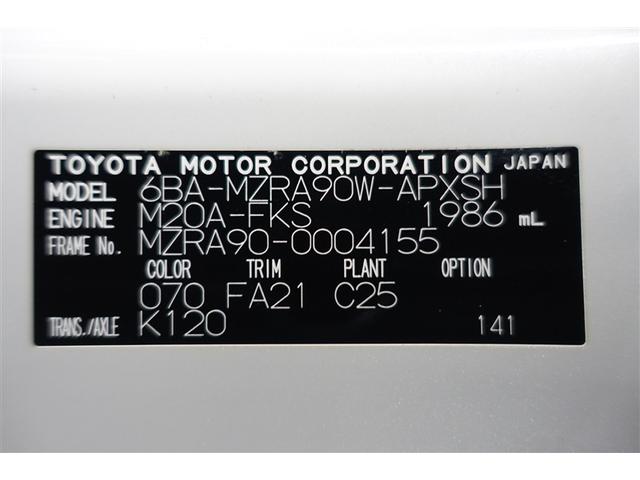 TOYOTA MOTOR CORPORATION JAPAN
MODEL 6BA-MZRA90W-APXSH
ENGINE M20A-FKS 1986 mL
FRAME No. MZRA90-0004155
COLOR TRIM PLANT OPTION
070 FA21 C25
TRANS./AXLE K120 141